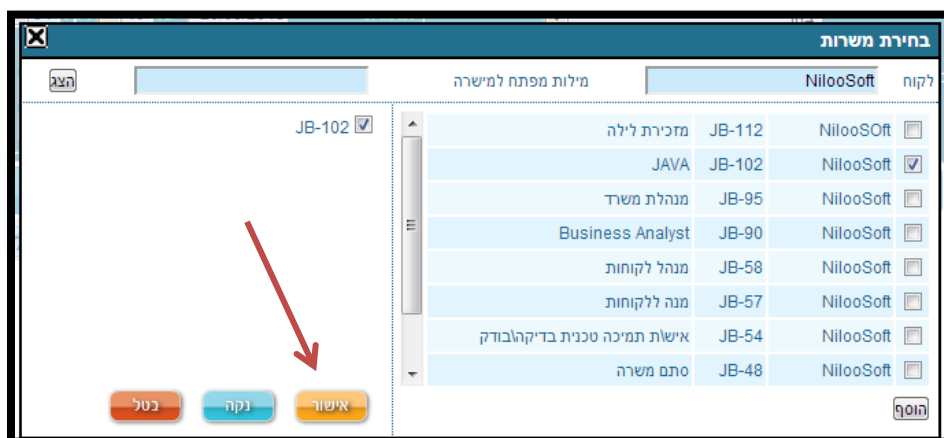 בחירת משרות
לקוח NilooSoft מילות מפתח למישרה הצג
NilooSOft JB-112 מזכירת לילה
NilooSoft JB-102 JAVA
NilooSoft JB-95 מנהלת משרד
NilooSoft JB-90 Business Analyst
NilooSoft JB-58 מנהל לקוחות
NilooSoft JB-57 מנה ללקוחות
NilooSoft JB-54 איש\ת תמיכה טכנית בדיקה\בודק
NilooSoft JB-48 סתם משרה
הוסף
JB-102
אישור נקה בטל